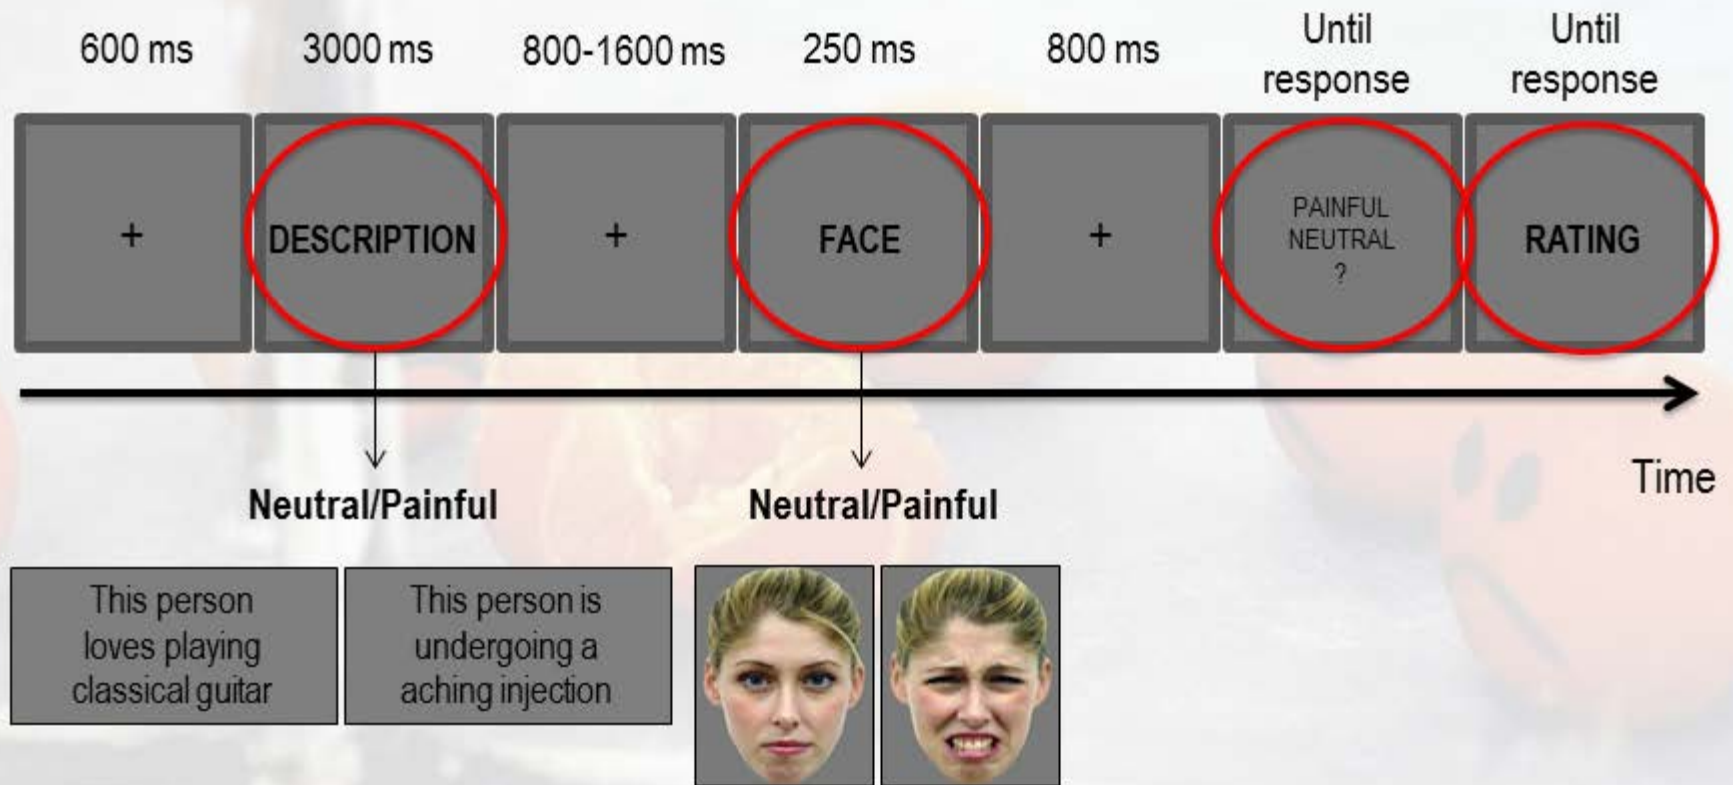 600 ms
3000 ms
800-1600 ms
250 ms
800 ms
Until
response
Until
response
+
DESCRIPTION
+
FACE
+
PAINFUL
NEUTRAL
?
RATING
Time
Neutral/Painful
Neutral/Painful
This person
loves playing
classical guitar
This person is
undergoing a
aching injection